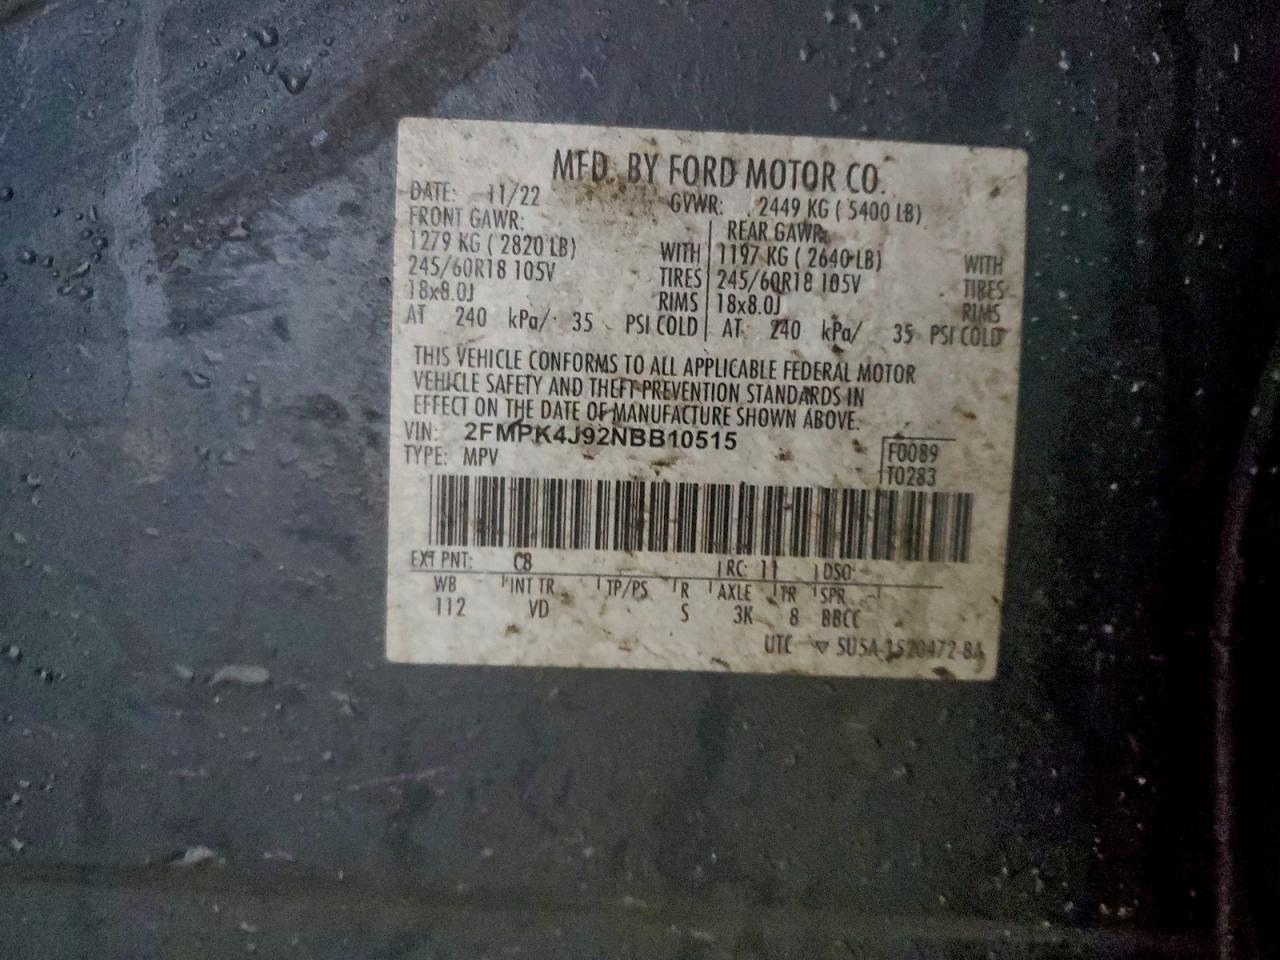 MFD. BY FORD MOTOR CO.
DATE: 11/22 GVWR: 2449 KG ( 5400 LB)
FRONT GAWR: REAR GAWR:
1279 KG ( 2820 LB) WITH 1197 KG ( 2640 LB) WITH
245/60R18 105V TIRES 245/60R18 105V TIRES
18x8.0J RIMS 18x8.0J RIMS
AT 240 kPa/ 35 PSI COLD AT 240 kPa/ 35 PSI COLD
THIS VEHICLE CONFORMS TO ALL APPLICABLE FEDERAL MOTOR
VEHICLE SAFETY AND THEFT PREVENTION STANDARDS IN
EFFECT ON THE DATE OF MANUFACTURE SHOWN ABOVE.
VIN: 2FMPK4J92NBB10515
TYPE: MPV
F0089
T0283
EXT PNT: C8 RC: 11 DSO:
WB INT TR TP/PS R AXLE TR SPR
112 VD S 3K 8 BBCC
UTC ▽ 5U5A-1520472-BA